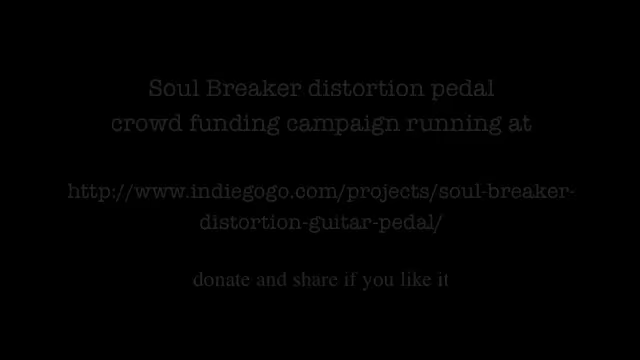 Soul Breaker distortion pedal
crowd funding campaign running at
http://www.indiegogo.com/projects/soul-breaker-
distortion-guitar-pedal/
donate and share if you like it